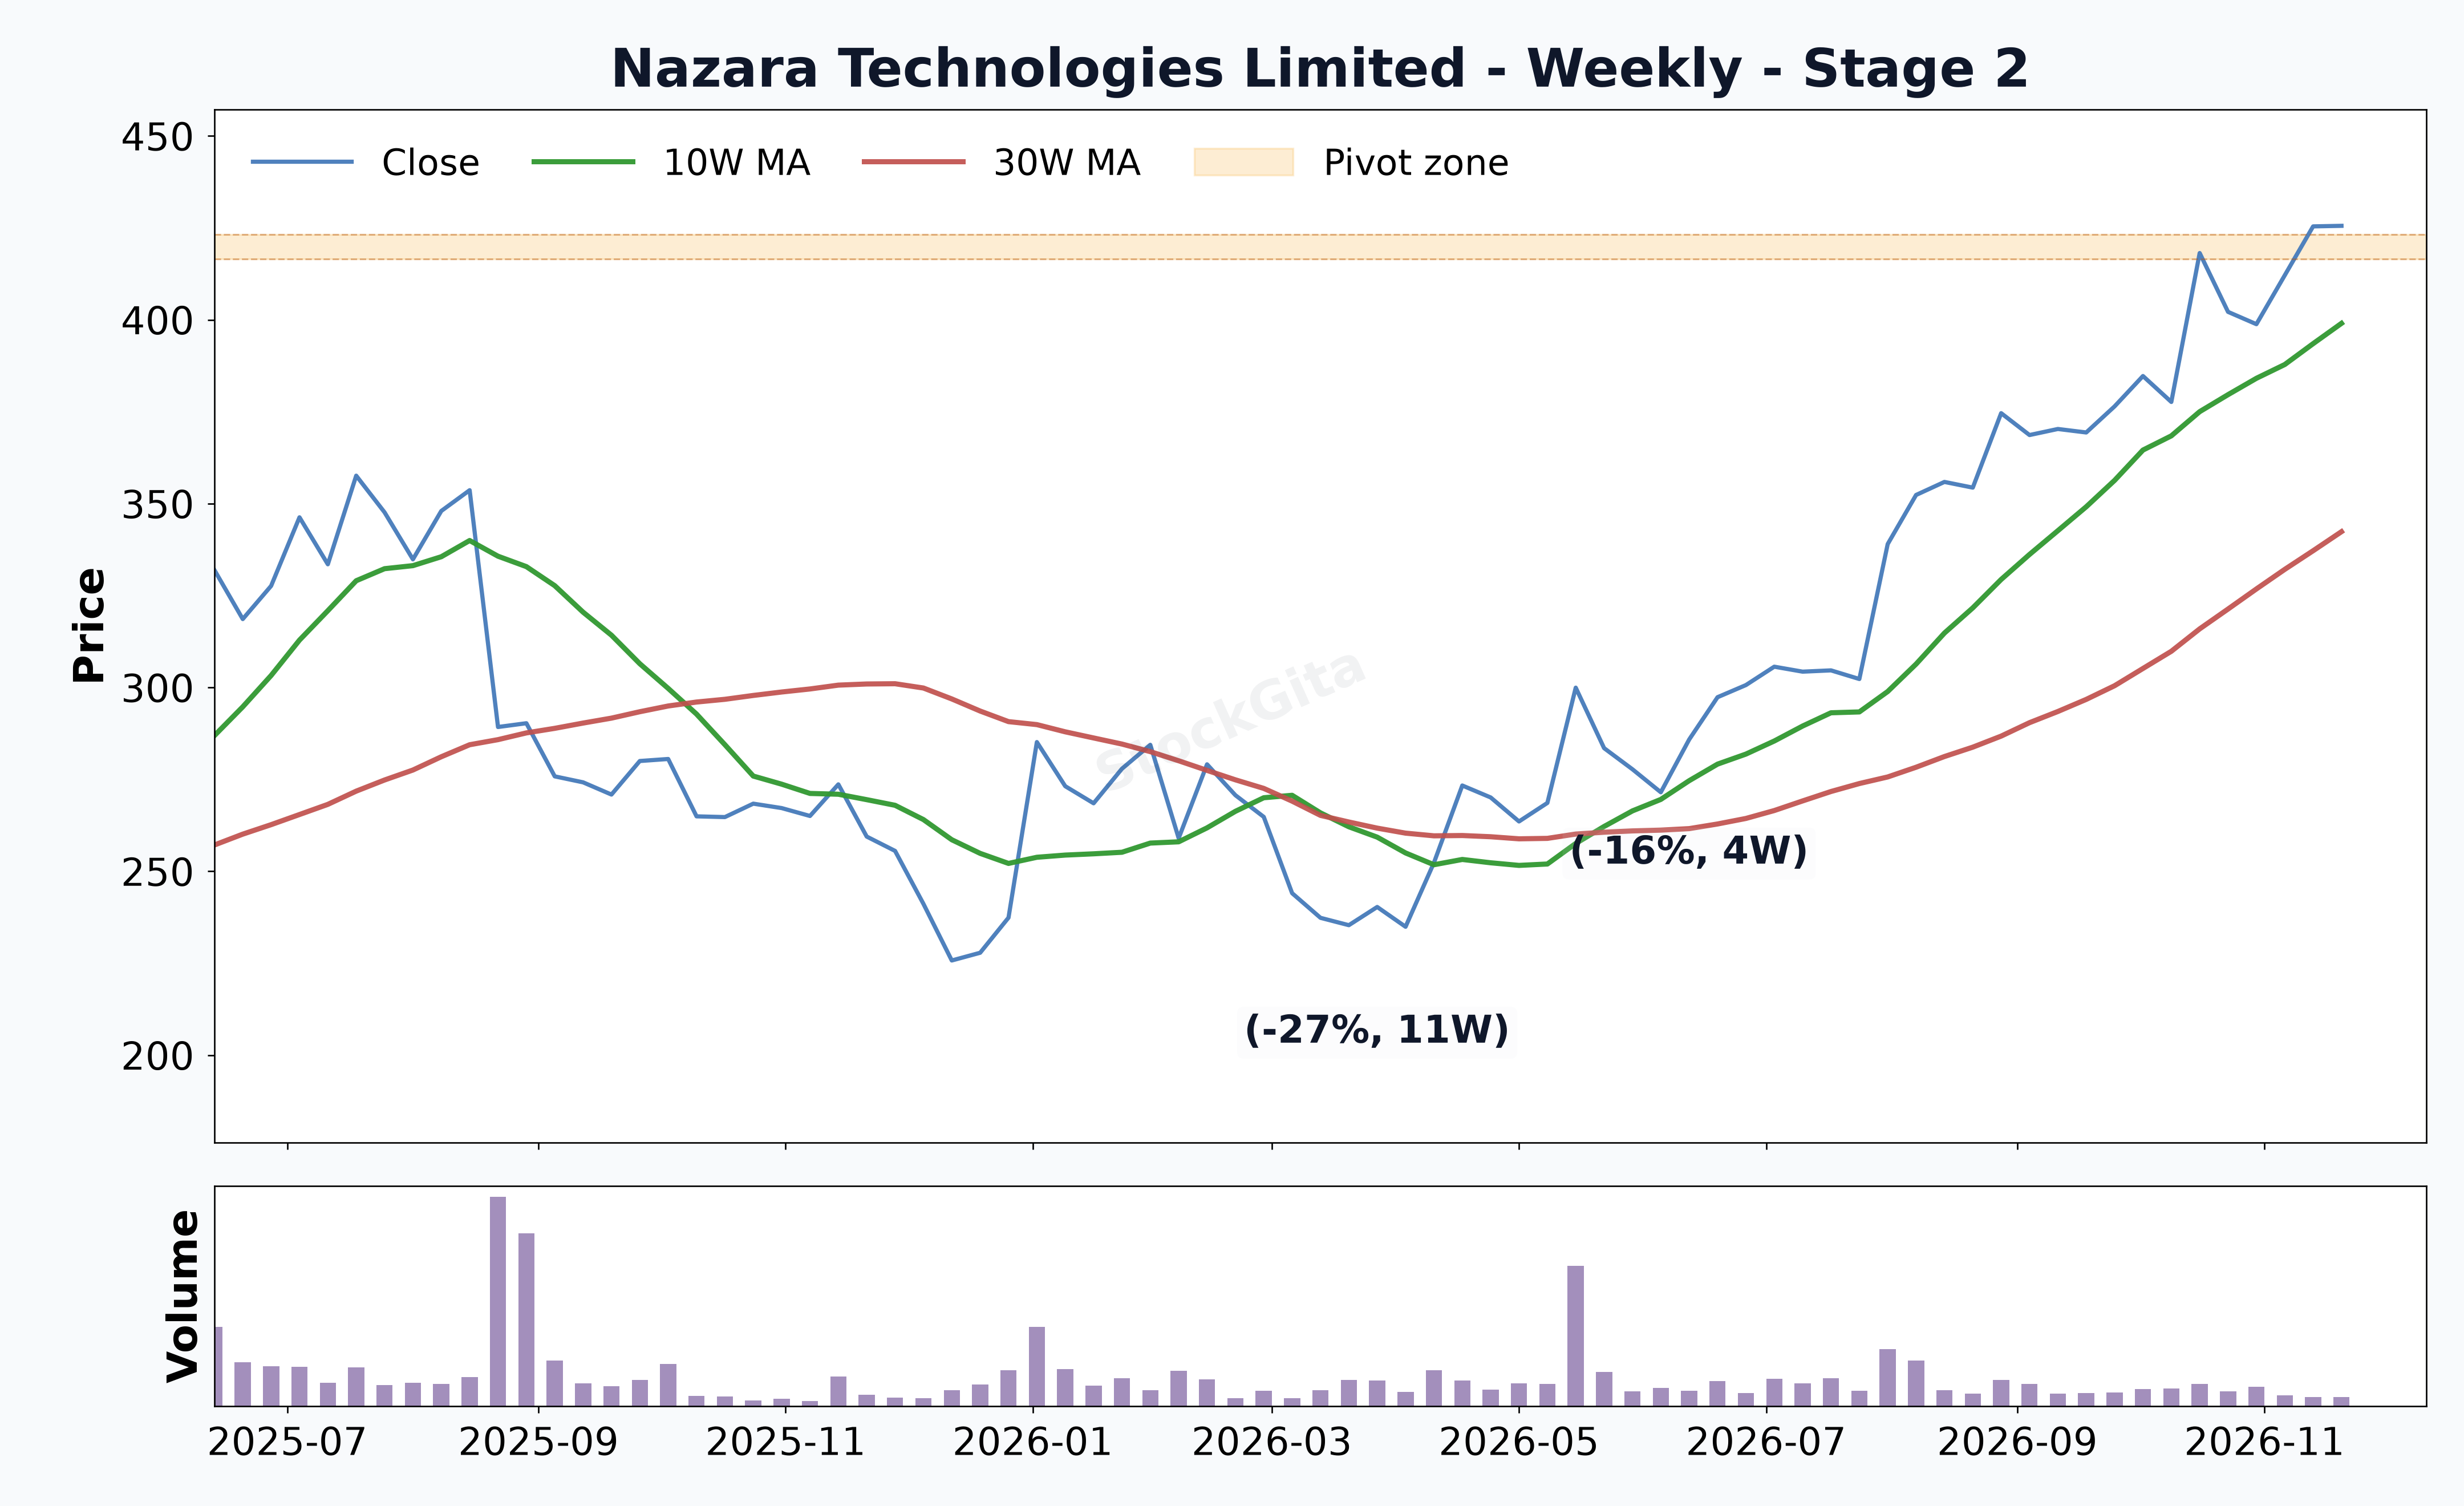 Nazara Technologies Limited - Weekly - Stage 2
Close 10W MA 30W MA Pivot zone
Price
450
400
350
300
250
200
StockGita
(-16%, 4W)
(-27%, 11W)
Volume
2025-07 2025-09 2025-11 2026-01 2026-03 2026-05 2026-07 2026-09 2026-11